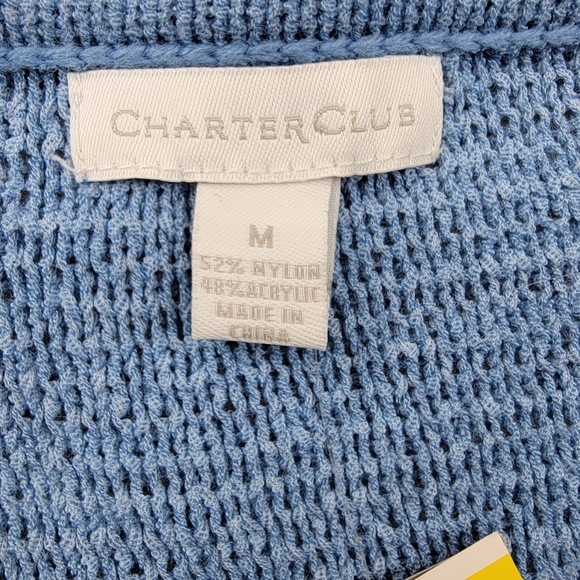 CHARTER CLUB
M
52% NYLON
48% ACRYLIC
MADE IN
CHINA